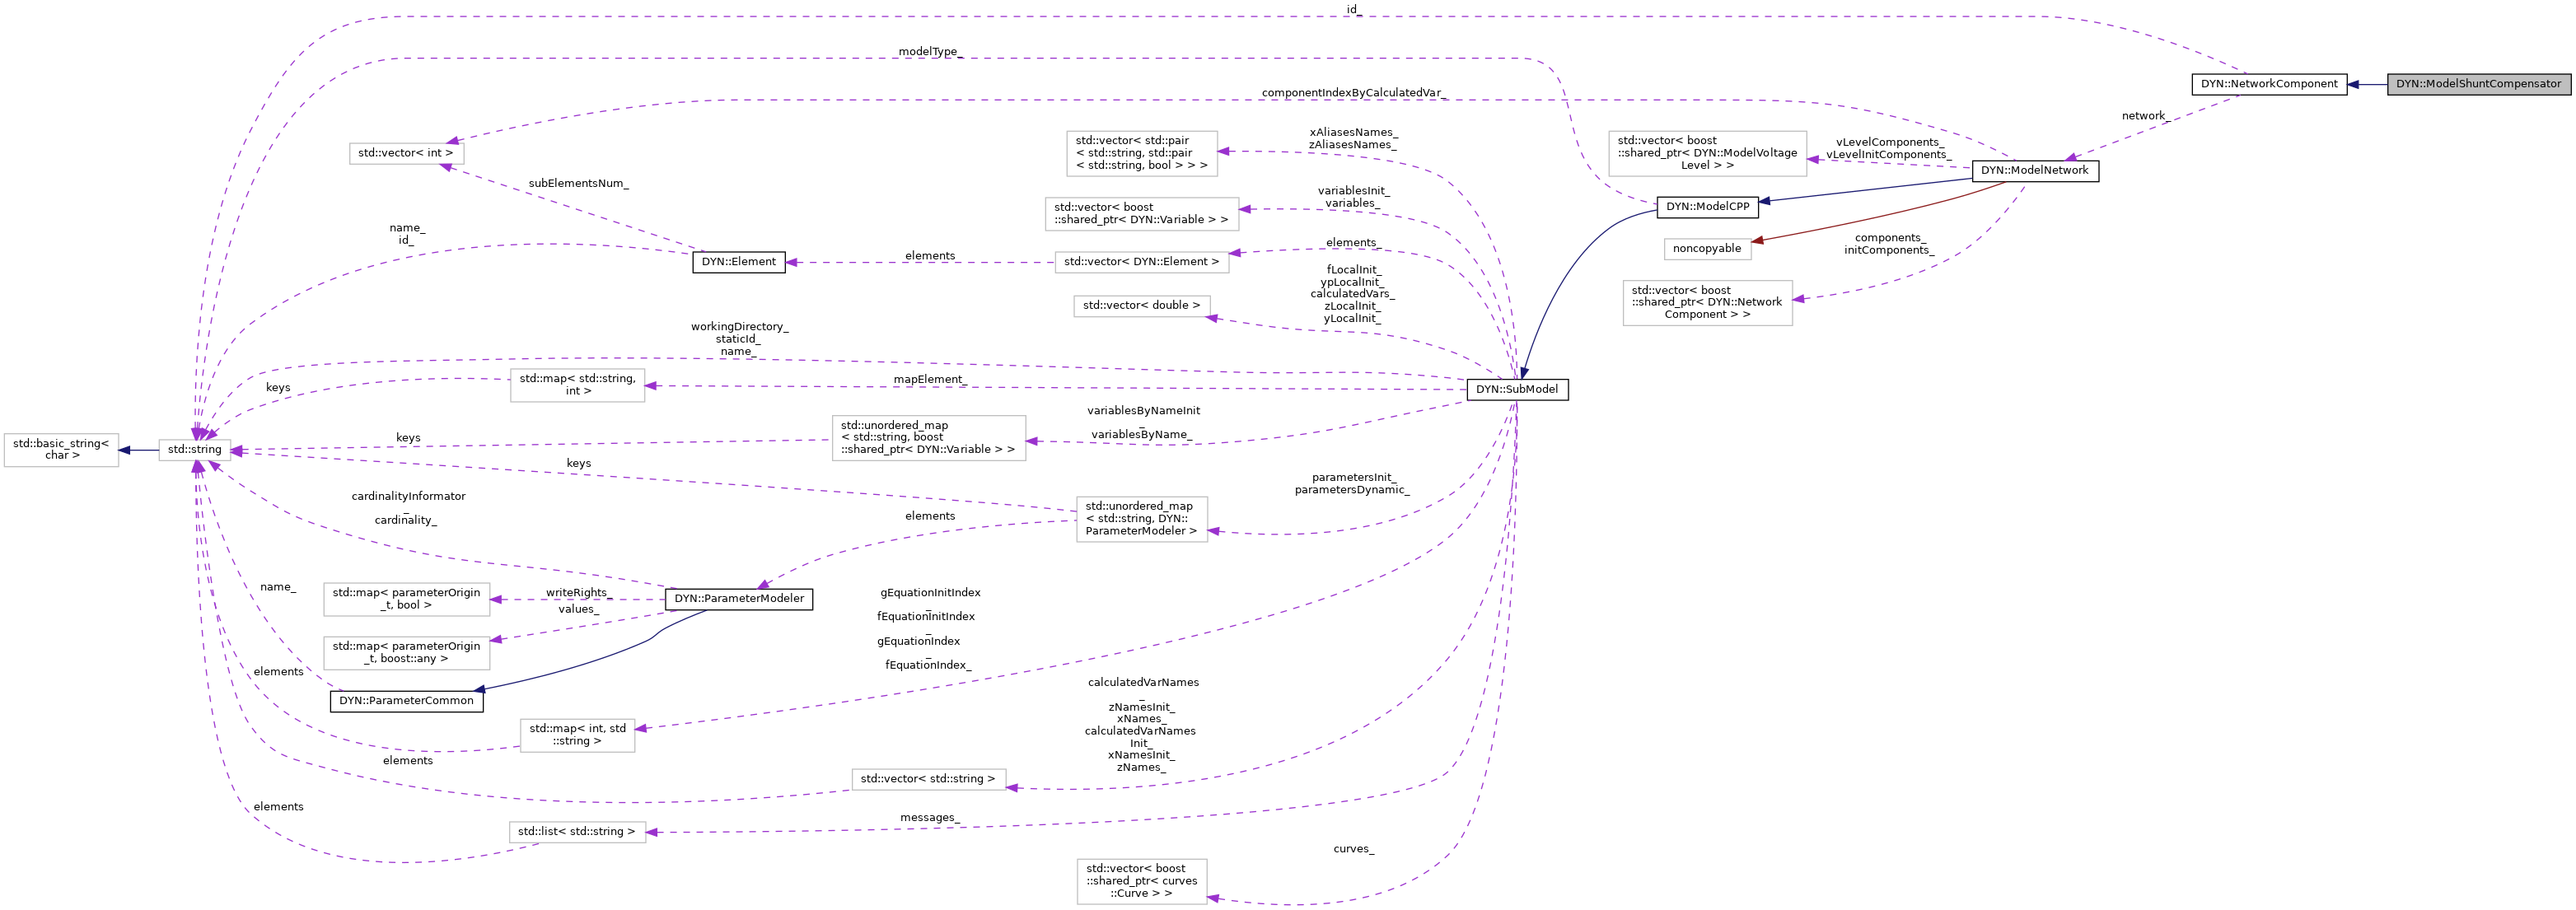 id_
modelType_
DYN::NetworkComponent
DYN::ModelShuntCompensator
componentIndexByCalculatedVar_
network_
std::vector< int >
xAliasesNames_
zAliasesNames_
std::vector< std::pair
< std::string, std::pair
< std::string, bool > > >
std::vector< boost
::shared_ptr< DYN::ModelVoltage
Level > >
vLevelComponents_
vLevelInitComponents_
DYN::ModelNetwork
subElementsNum_
variablesInit_
variables_
std::vector< boost
::shared_ptr< DYN::Variable > >
DYN::ModelCPP
name_
id_
elements_
noncopyable
components_
initComponents_
DYN::Element
elements
std::vector< DYN::Element >
fLocalInit_
ypLocalInit_
calculatedVars_
zLocalInit_
yLocalInit_
std::vector< double >
std::vector< boost
::shared_ptr< DYN::Network
Component > >
workingDirectory_
staticId_
name_
keys
std::map< std::string,
int >
mapElement_
DYN::SubModel
variablesByNameInit
_
variablesByName_
std::unordered_map
< std::string, boost
::shared_ptr< DYN::Variable > >
keys
std::basic_string<
char >
std::string
keys
parametersInit_
parametersDynamic_
cardinalityInformator
_
cardinality_
elements
std::unordered_map
< std::string, DYN::
ParameterModeler >
name_
std::map< parameterOrigin
_t, bool >
writeRights_
values_
DYN::ParameterModeler
gEquationInitIndex
_
fEquationInitIndex
_
gEquationIndex
_
fEquationIndex_
std::map< parameterOrigin
_t, boost::any >
elements
DYN::ParameterCommon
calculatedVarNames
_
zNamesInit_
xNames_
calculatedVarNames
Init_
xNamesInit_
zNames_
std::map< int, std
::string >
elements
std::vector< std::string >
elements
messages_
std::list< std::string >
curves_
std::vector< boost
::shared_ptr< curves
::Curve > >